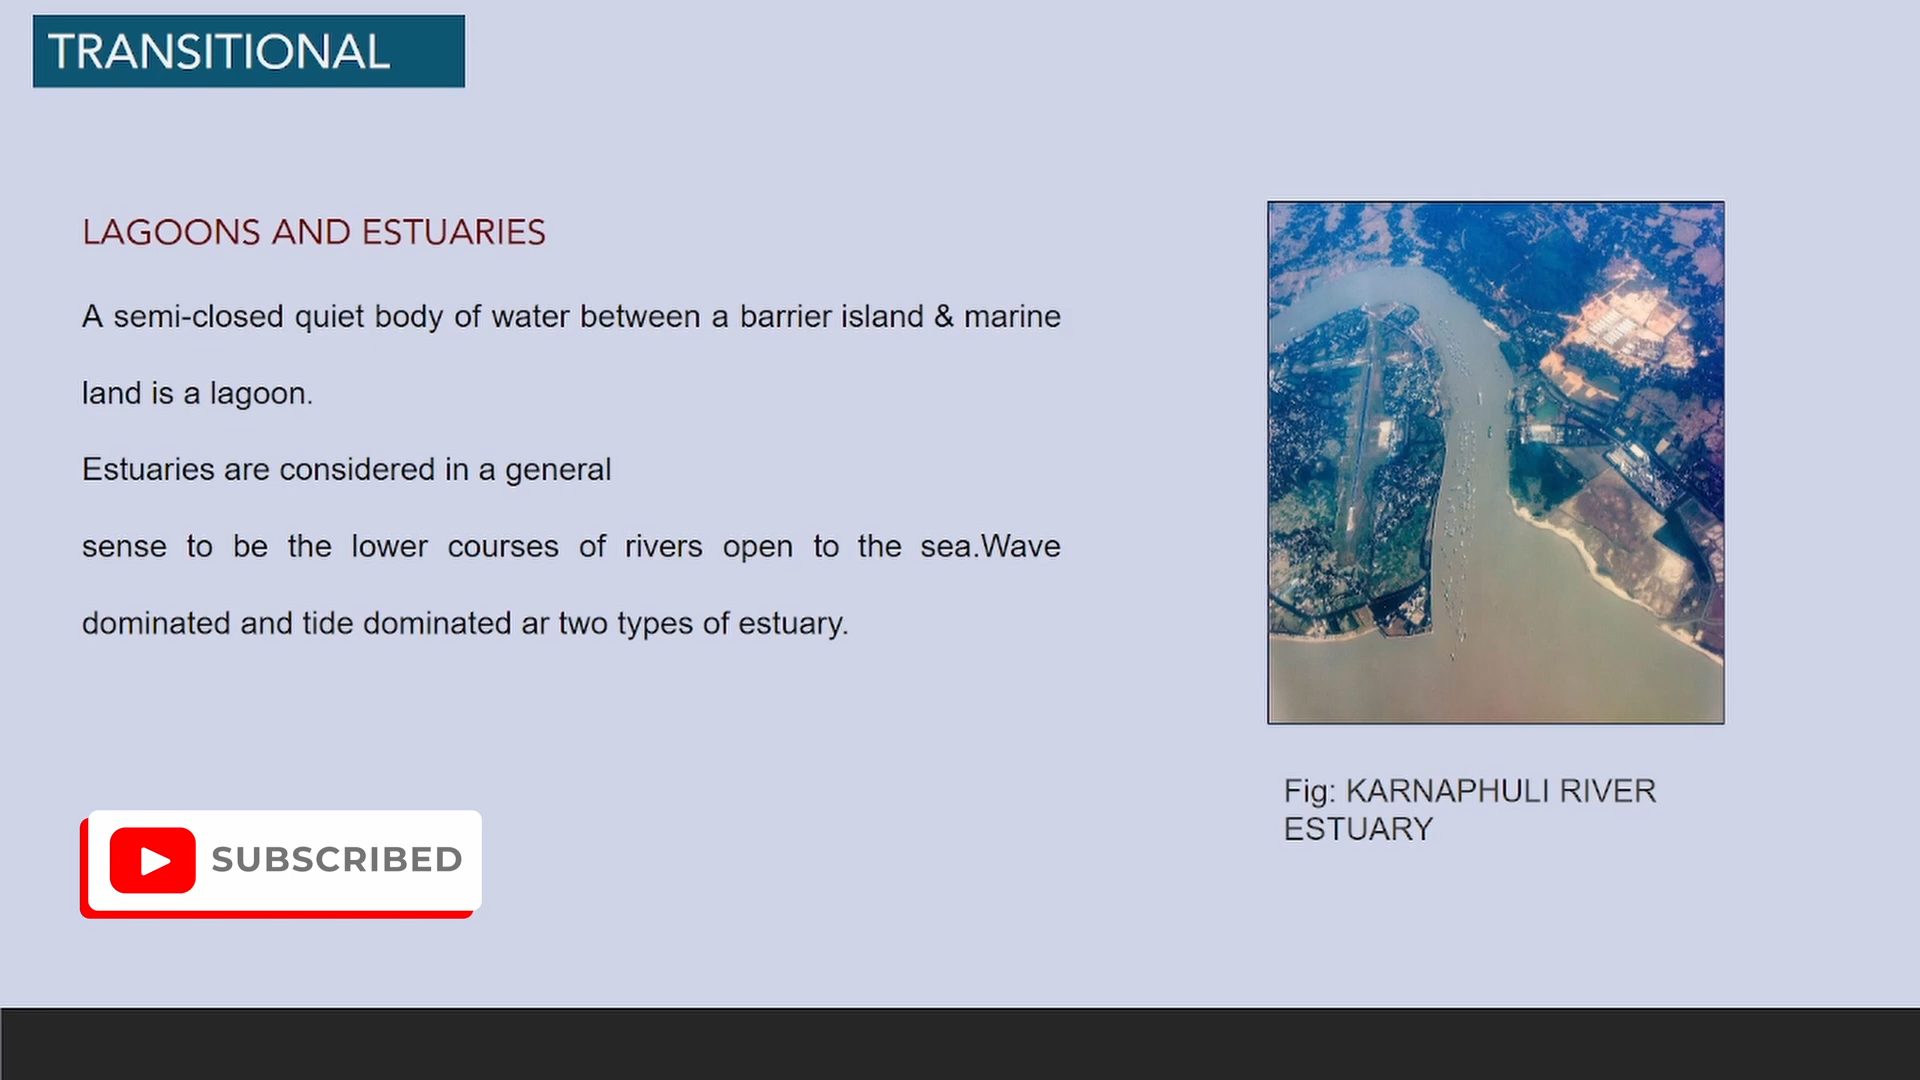 TRANSITIONAL
LAGOONS AND ESTUARIES
A semi-closed quiet body of water between a barrier island & marine
land is a lagoon.
Estuaries are considered in a general
sense to be the lower courses of rivers open to the sea.Wave
dominated and tide dominated ar two types of estuary.
Fig: KARNAPHULI RIVER
ESTUARY
SUBSCRIBED